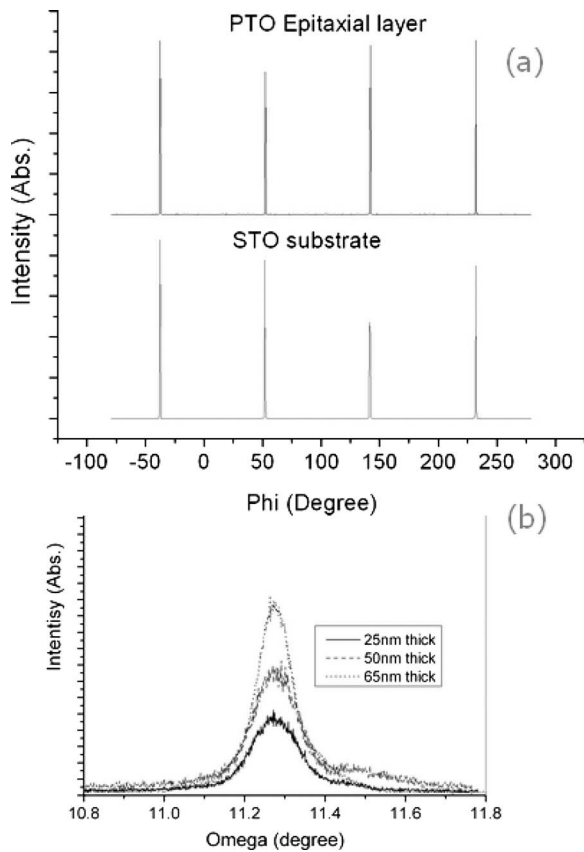 PTO Epitaxial layer
(a)
STO substrate
Intensity (Abs.)
-100 -50 0 50 100 150 200 250 300
Phi (Degree)
(b)
Intentisy (Abs.)
25nm thick
50nm thick
65nm thick
10.8 11.0 11.2 11.4 11.6 11.8
Omega (degree)